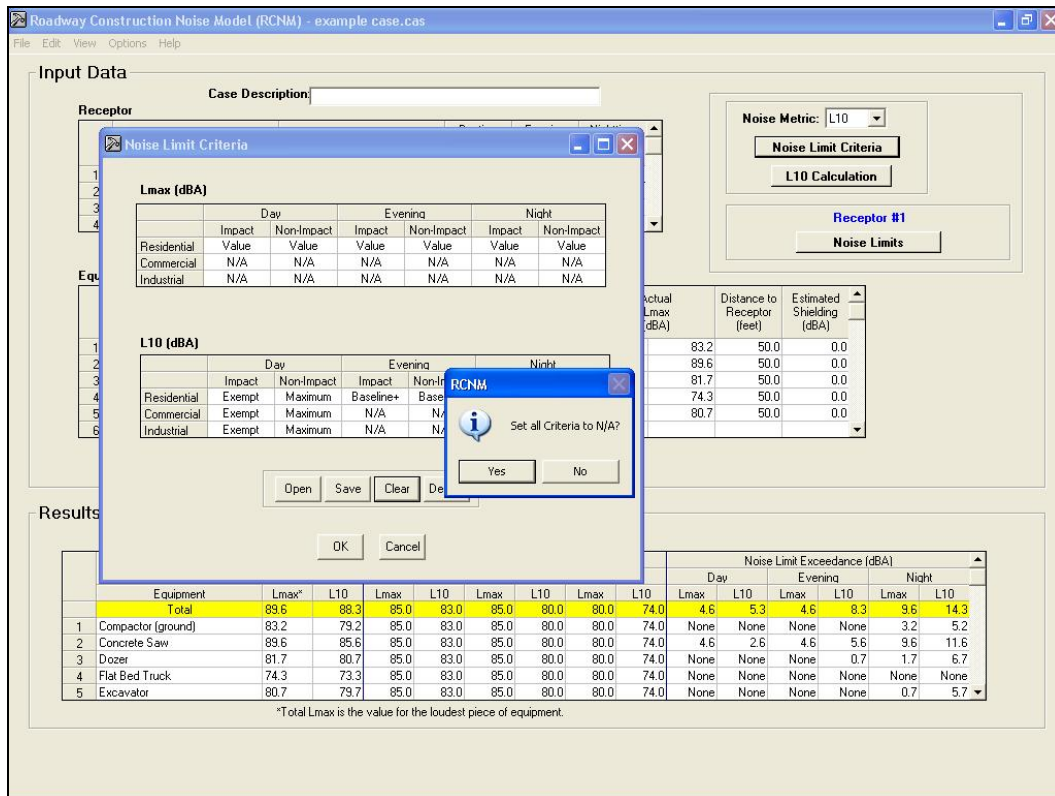 Roadway Construction Noise Model (RCNM) - example case.cas
File Edit View Options Help
Input Data
Case Description:
Receptor
1
2
3
4
Noise Metric: L10
Noise Limit Criteria
L10 Calculation
Receptor #1
Noise Limits
Noise Limit Criteria
Lmax (dBA)
Day Evening Night
Impact Non-Impact Impact Non-Impact Impact Non-Impact
Residential Value Value Value Value Value Value
Commercial N/A N/A N/A N/A N/A N/A
Industrial N/A N/A N/A N/A N/A N/A
L10 (dBA)
Day Evening Night
Impact Non-Impact Impact
Residential Exempt Maximum Baseline+
Commercial Exempt Maximum N/A
Industrial Exempt Maximum N/A
Open Save Clear
OK Cancel
RCNM
Set all Criteria to N/A?
Yes No
Actual Distance to Estimated
Lmax Receptor Shielding
(dBA) (feet) (dBA)
1 83.2 50.0 0.0
2 89.6 50.0 0.0
3 81.7 50.0 0.0
4 74.3 50.0 0.0
5 80.7 50.0 0.0
6
Results
Noise Limit Exceedance (dBA)
Day Evening Night
Equipment Lmax* L10 Lmax L10 Lmax L10 Lmax L10 Lmax L10 Lmax L10 Lmax L10
Total 89.6 88.3 85.0 83.0 85.0 80.0 80.0 74.0 4.6 5.3 4.6 8.3 9.6 14.3
1 Compactor (ground) 83.2 79.2 85.0 83.0 85.0 80.0 80.0 74.0 None None None None 3.2 5.2
2 Concrete Saw 89.6 85.6 85.0 83.0 85.0 80.0 80.0 74.0 4.6 2.6 4.6 5.6 9.6 11.6
3 Dozer 81.7 80.7 85.0 83.0 85.0 80.0 80.0 74.0 None None None 0.7 1.7 6.7
4 Flat Bed Truck 74.3 73.3 85.0 83.0 85.0 80.0 80.0 74.0 None None None None None None
5 Excavator 80.7 79.7 85.0 83.0 85.0 80.0 80.0 74.0 None None None None 0.7 5.7
*Total Lmax is the value for the loudest piece of equipment.